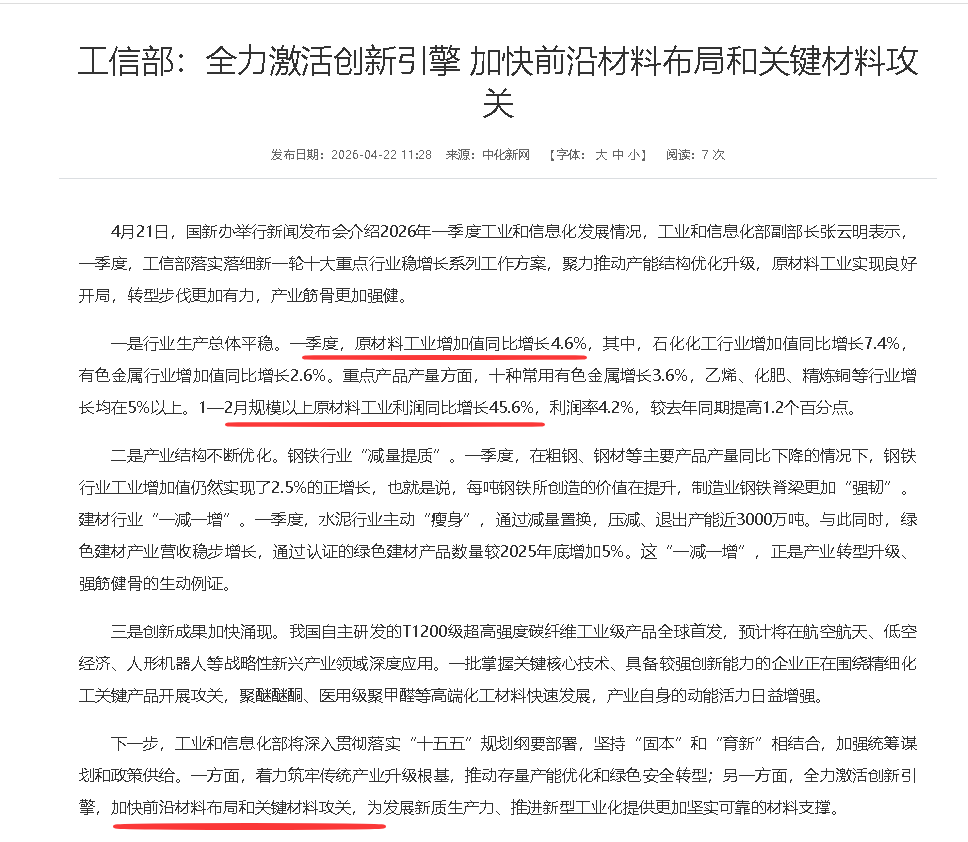 工信部：全力激活创新引擎 加快前沿材料布局和关键材料攻
关
发布日期：2026-04-22 11:28 来源：中化新网 【字体： 大 中 小】 阅读：7 次
4月21日，国新办举行新闻发布会介绍2026年一季度工业和信息化发展情况，工业和信息化部副部长张云明表示，
一季度，工信部落实落细新一轮十大重点行业稳增长系列工作方案，聚力推动产能结构优化升级，原材料工业实现良好
开局，转型步伐更加有力，产业筋骨更加强健。
一是行业生产总体平稳。一季度，原材料工业增加值同比增长4.6%，其中，石化化工行业增加值同比增长7.4%，
有色金属行业增加值同比增长2.6%。重点产品产量方面，十种常用有色金属增长3.6%，乙烯、化肥、精炼铜等行业增
长均在5%以上。1—2月规模以上原材料工业利润同比增长45.6%，利润率4.2%，较去年同期提高1.2个百分点。
二是产业结构不断优化。钢铁行业“减量提质”。一季度，在粗钢、钢材等主要产品产量同比下降的情况下，钢铁
行业工业增加值仍然实现了2.5%的正增长，也就是说，每吨钢铁所创造的价值在提升，制造业钢铁脊梁更加“强韧”。
建材行业“一减一增”。一季度，水泥行业主动“瘦身”，通过减量置换，压减、退出产能近3000万吨。与此同时，绿
色建材产业营收稳步增长，通过认证的绿色建材产品数量较2025年底增加5%。这“一减一增”，正是产业转型升级、
强筋健骨的生动例证。
三是创新成果加快涌现。我国自主研发的T1200级超高强度碳纤维工业级产品全球首发，预计将在航空航天、低空
经济、人形机器人等战略性新兴产业领域深度应用。一批掌握关键核心技术、具备较强创新能力的企业正在围绕精细化
工关键产品开展攻关，聚醚醚酮、医用级聚甲醛等高端化工材料快速发展，产业自身的动能活力日益增强。
下一步，工业和信息化部将深入贯彻落实“十五五”规划纲要部署，坚持“固本”和“育新”相结合，加强统筹谋
划和政策供给。一方面，着力筑牢传统产业升级根基，推动存量产能优化和绿色安全转型；另一方面，全力激活创新引
擎，加快前沿材料布局和关键材料攻关，为发展新质生产力、推进新型工业化提供更加坚实可靠的材料支撑。